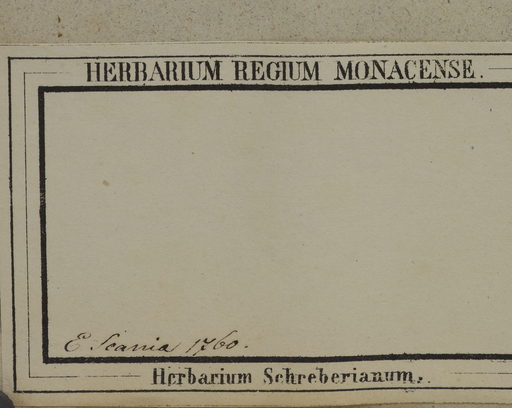 HERBARIUM REGIUM MONACENSE.
E Scania 1760.
Herbarium Schreberianum.